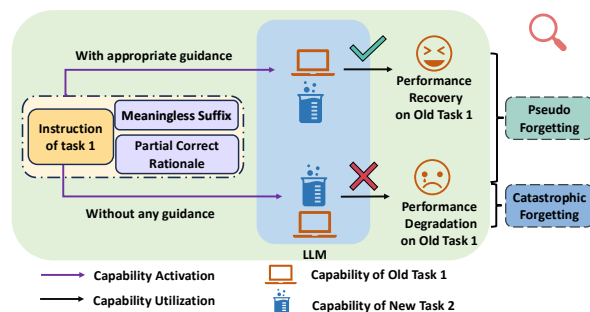 With appropriate guidance
Instruction
of task 1
Meaningless Suffix
Partial Correct
Rationale
Without any guidance
LLM
Performance
Recovery
on Old Task 1
Performance
Degradation
on Old Task 1
Pseudo
Forgetting
Catastrophic
Forgetting
Capability Activation
Capability of Old Task 1
Capability Utilization
Capability of New Task 2